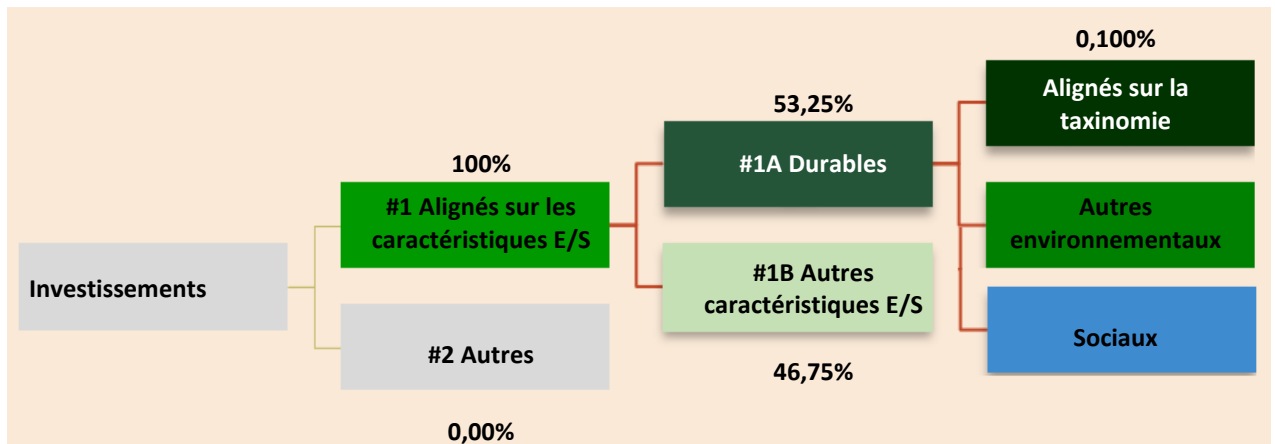 0,100%
Alignés sur la
taxinomie
53,25%
#1A Durables
100%
#1 Alignés sur les
caractéristiques E/S
Autres
environnementaux
#1B Autres
caractéristiques E/S
Investissements
Sociaux
#2 Autres
46,75%
0,00%